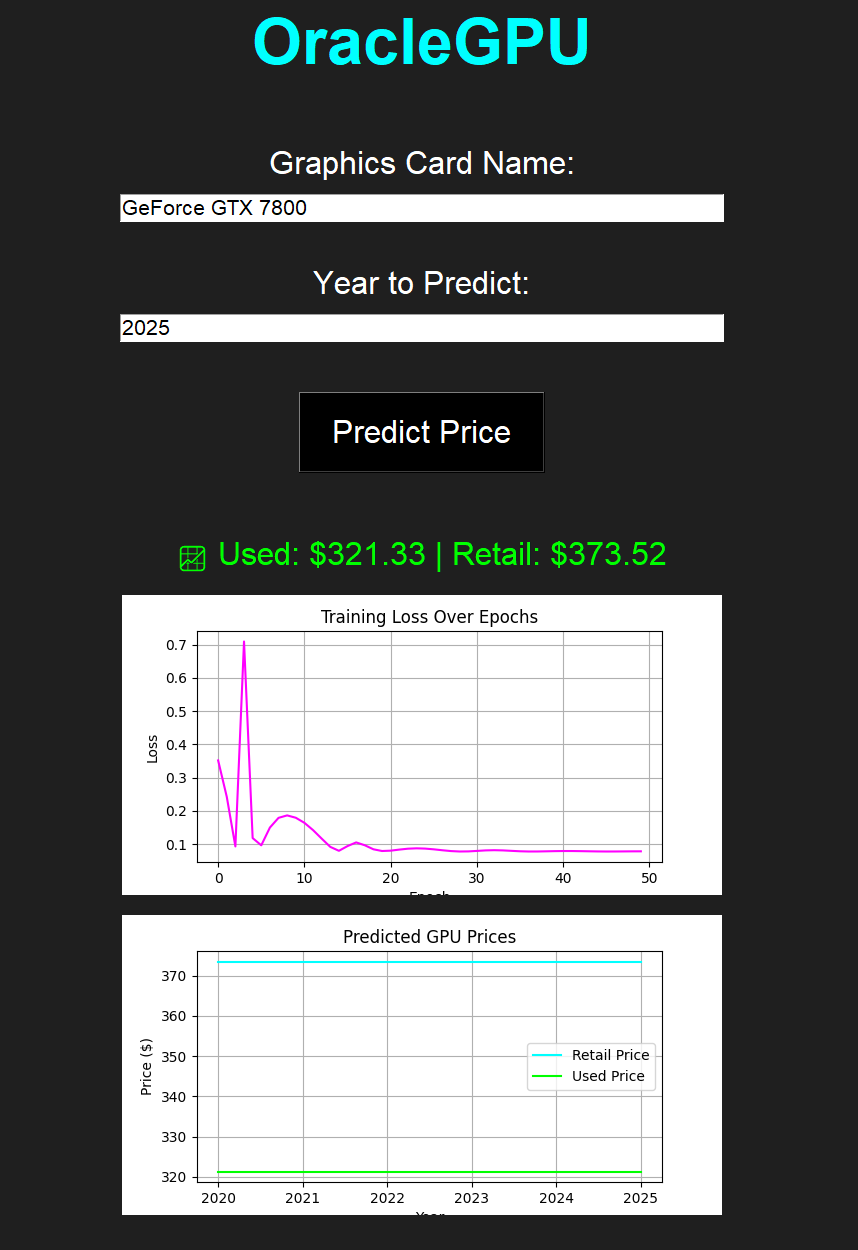 OracleGPU
Graphics Card Name:
GeForce GTX 7800
Year to Predict:
2025
Predict Price
Used: $321.33 | Retail: $373.52
Training Loss Over Epochs
Loss
0.7
0.6
0.5
0.4
0.3
0.2
0.1
0 10 20 30 40 50
Epoch
Predicted GPU Prices
Price ($)
370
360
350
340
330
320
Retail Price
Used Price
2020 2021 2022 2023 2024 2025
Year